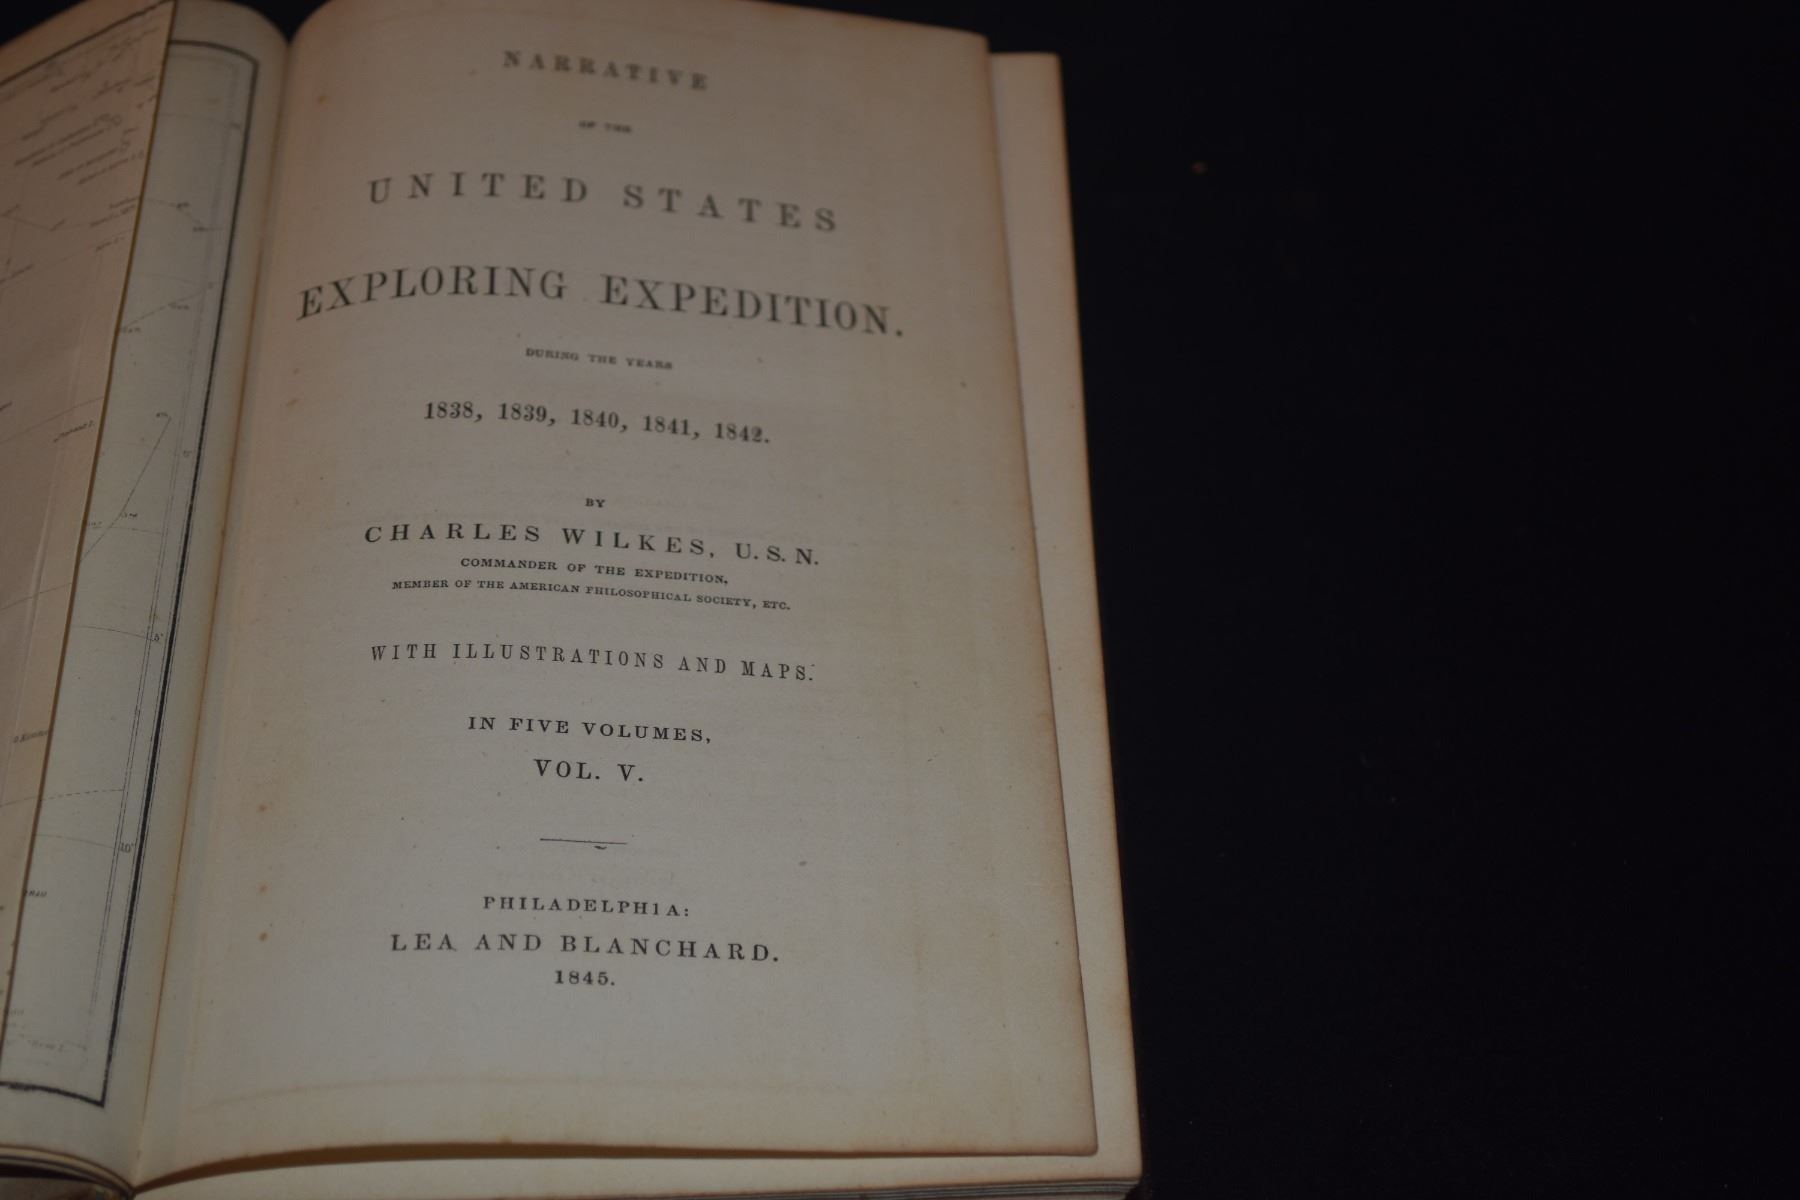 NARRATIVE
OF THE
UNITED STATES
EXPLORING EXPEDITION.
DURING THE YEARS
1838, 1839, 1840, 1841, 1842.
BY
CHARLES WILKES, U.S.N.
COMMANDER OF THE EXPEDITION,
MEMBER OF THE AMERICAN PHILOSOPHICAL SOCIETY, ETC.
WITH ILLUSTRATIONS AND MAPS.
IN FIVE VOLUMES,
VOL. V.
PHILADELPHIA:
LEA AND BLANCHARD.
1845.